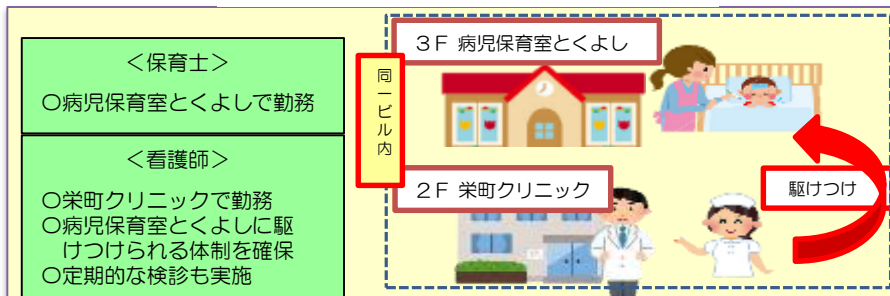 ＜保育士＞
〇病児保育室とくよしで勤務
＜看護師＞
〇栄町クリニックで勤務
〇病児保育室とくよしに駆
けつけられる体制を確保
〇定期的な検診も実施
同一ビル内
３Ｆ 病児保育室とくよし
２Ｆ 栄町クリニック
駆けつけ